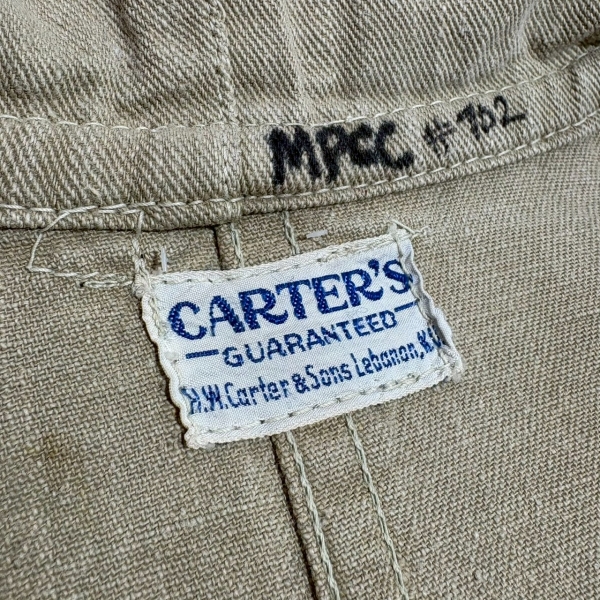 MPCC #702
CARTER'S
GUARANTEED
H.W. Carter & Sons Lebanon, N.H.